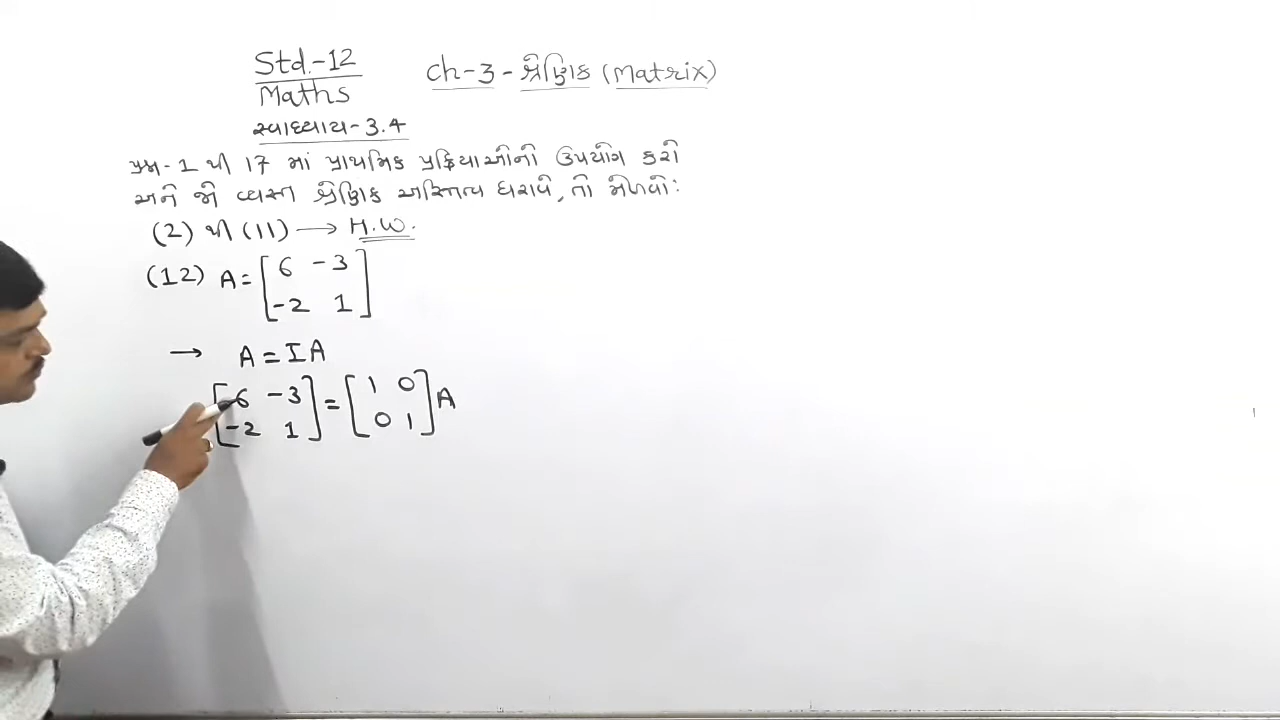 Std.-12
Maths
Ch-3 - શ્રેણિક (Matrix)
સ્વાધ્યાય-3.4
પ્રશ્ન-1 થી 17 માં પ્રાથમિક પ્રક્રિયાઓનો ઉપયોગ કરો
અને જો વ્યસ્ત શ્રેણિક અસ્તિત્વ ધરાવે, તો મેળવો:
(2) થી (11) → H.W.
(12) A = [6 -3
-2 1]
→ A = IA
[6 -3 = [1 0 A
-2 1] 0 1]